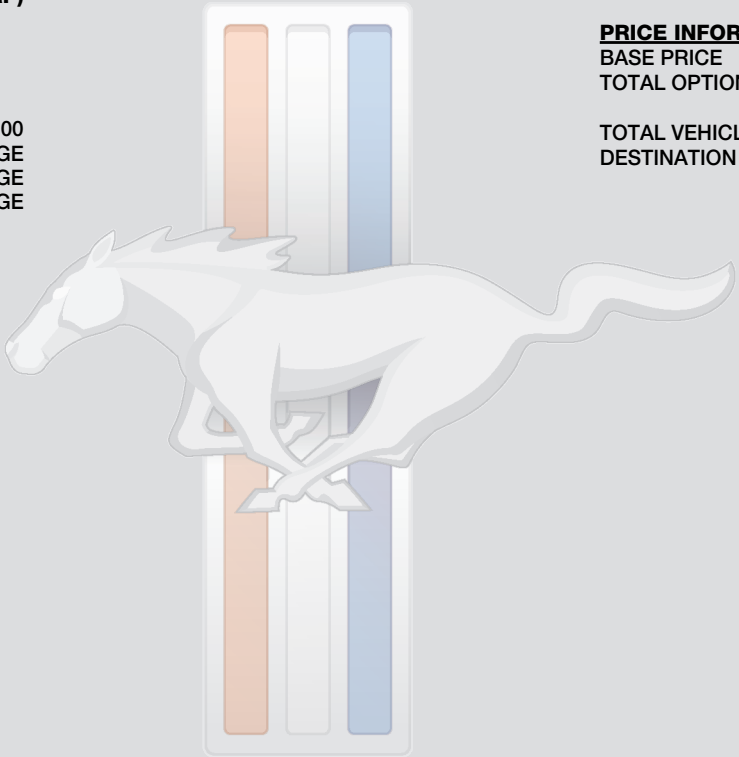 00
GE
GE
GE
PRICE INFOR
BASE PRICE
TOTAL OPTION
TOTAL VEHICL
DESTINATION